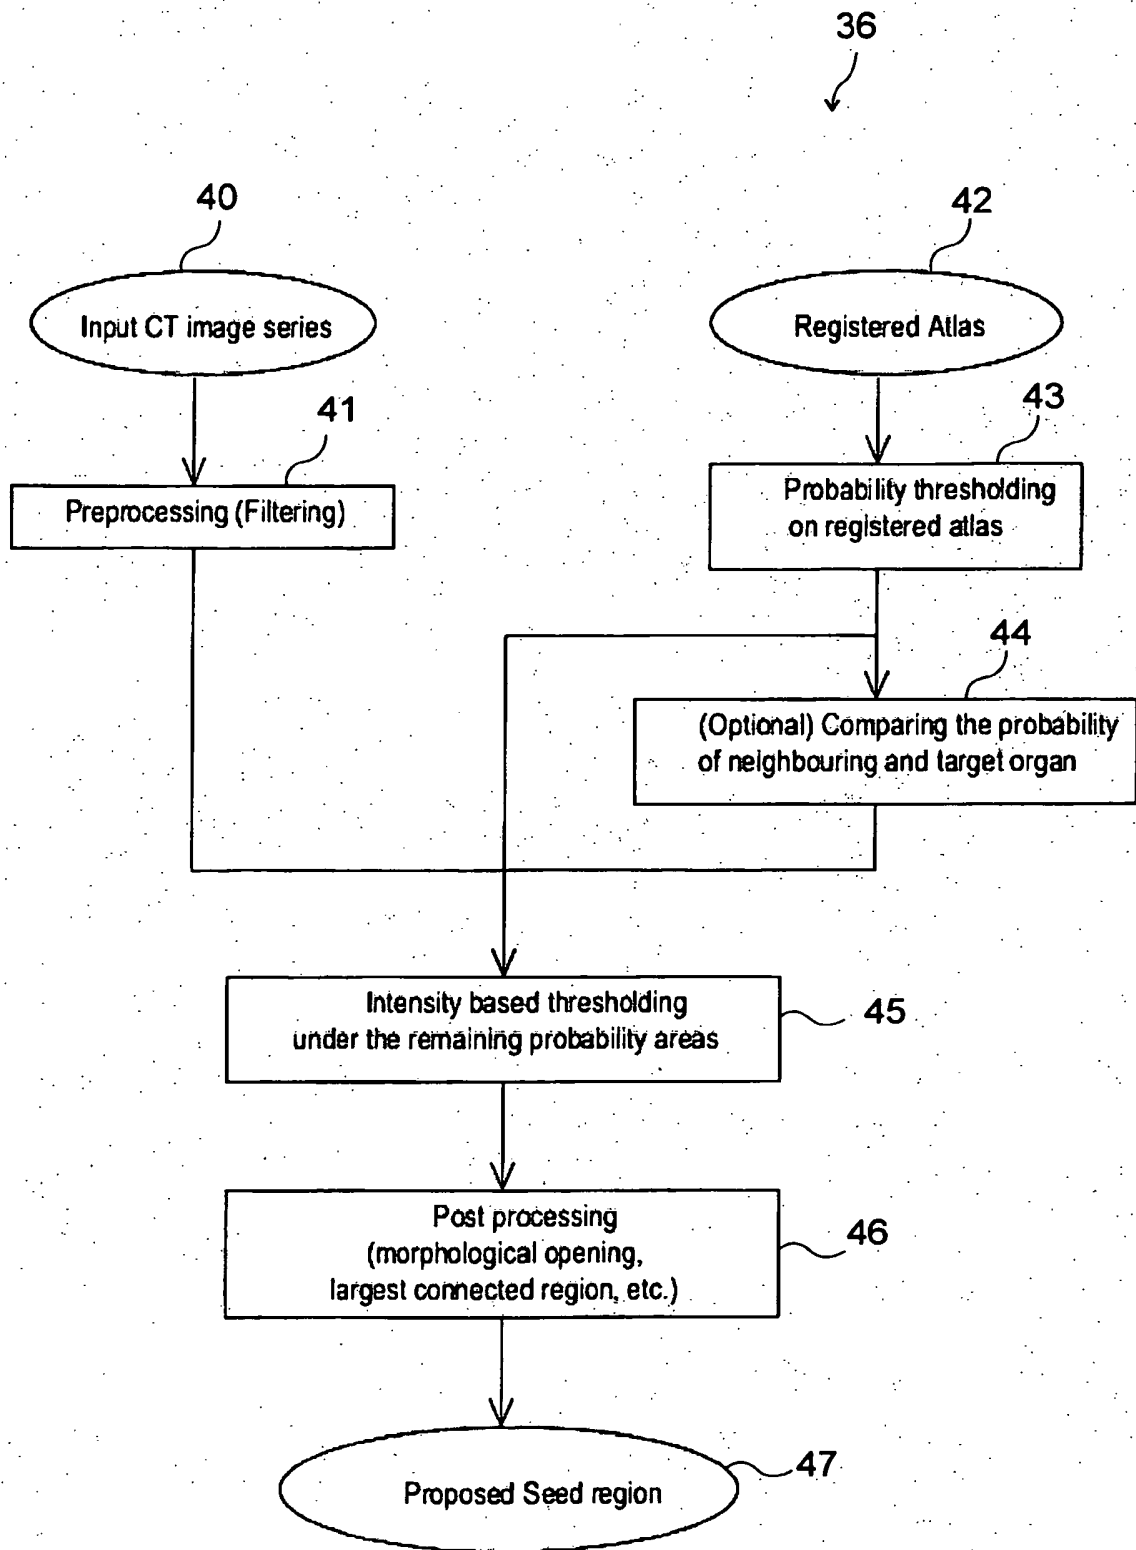 36
40
42
Input CT image series
Registered Atlas
41
43
Preprocessing (Filtering)
Probability thresholding
on registered atlas
44
(Optional) Comparing the probability
of neighbouring and target organ
Intensity based thresholding
under the remaining probability areas
45
Post processing
(morphological opening,
largest connected region, etc.)
46
Proposed Seed region
47